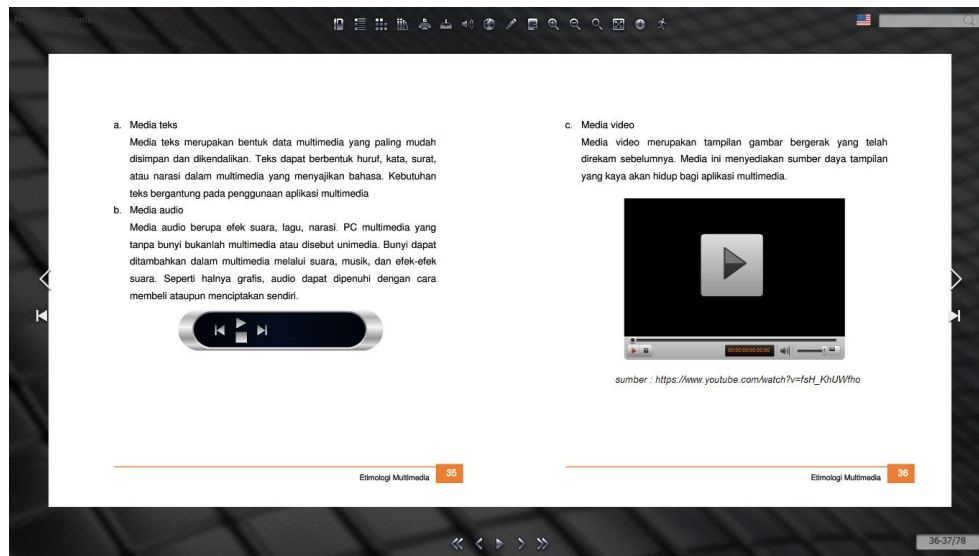 a. Media teks
Media teks merupakan bentuk data multimedia yang paling mudah
disimpan dan dikendalikan. Teks dapat berbentuk huruf, kata, surat,
atau narasi dalam multimedia yang menyajikan bahasa. Kebutuhan
teks bergantung pada penggunaan aplikasi multimedia
b. Media audio
Media audio berupa efek suara, lagu, narasi. PC multimedia yang
tanpa bunyi bukanlah multimedia atau disebut unimedia. Bunyi dapat
ditambahkan dalam multimedia melalui suara, musik, dan efek-efek
suara. Seperti halnya grafis, audio dapat dipenuhi dengan cara
membeli ataupun menciptakan sendiri.
Etimologi Multimedia 35
c. Media video
Media video merupakan tampilan gambar bergerak yang telah
direkam sebelumnya. Media ini menyediakan sumber daya tampilan
yang kaya akan hidup bagi aplikasi multimedia.
sumber : https://www.youtube.com/watch?v=fsH_KhUWfho
Etimologi Multimedia 36
36-37/78